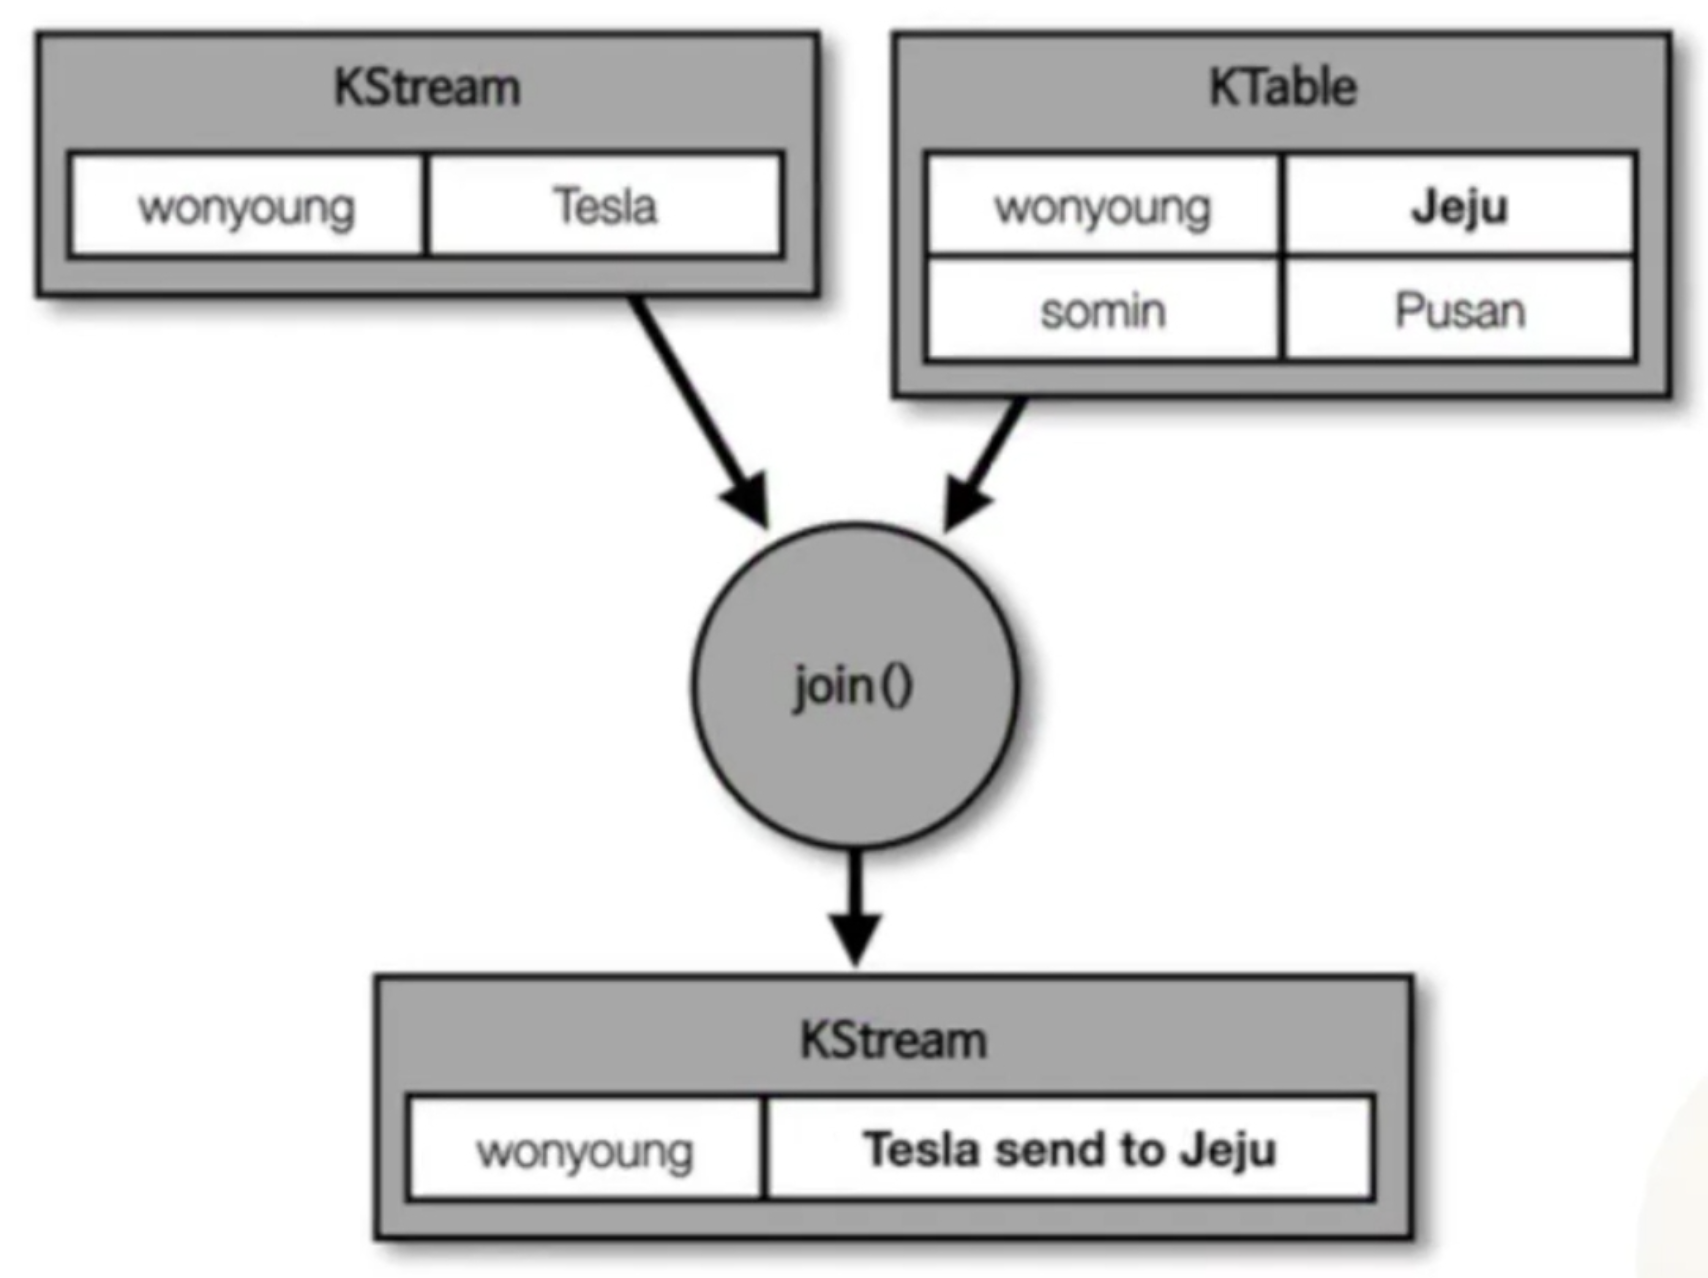 KStream
wonyoung Tesla
KTable
wonyoung Jeju
somin Pusan
join()
KStream
wonyoung Tesla send to Jeju